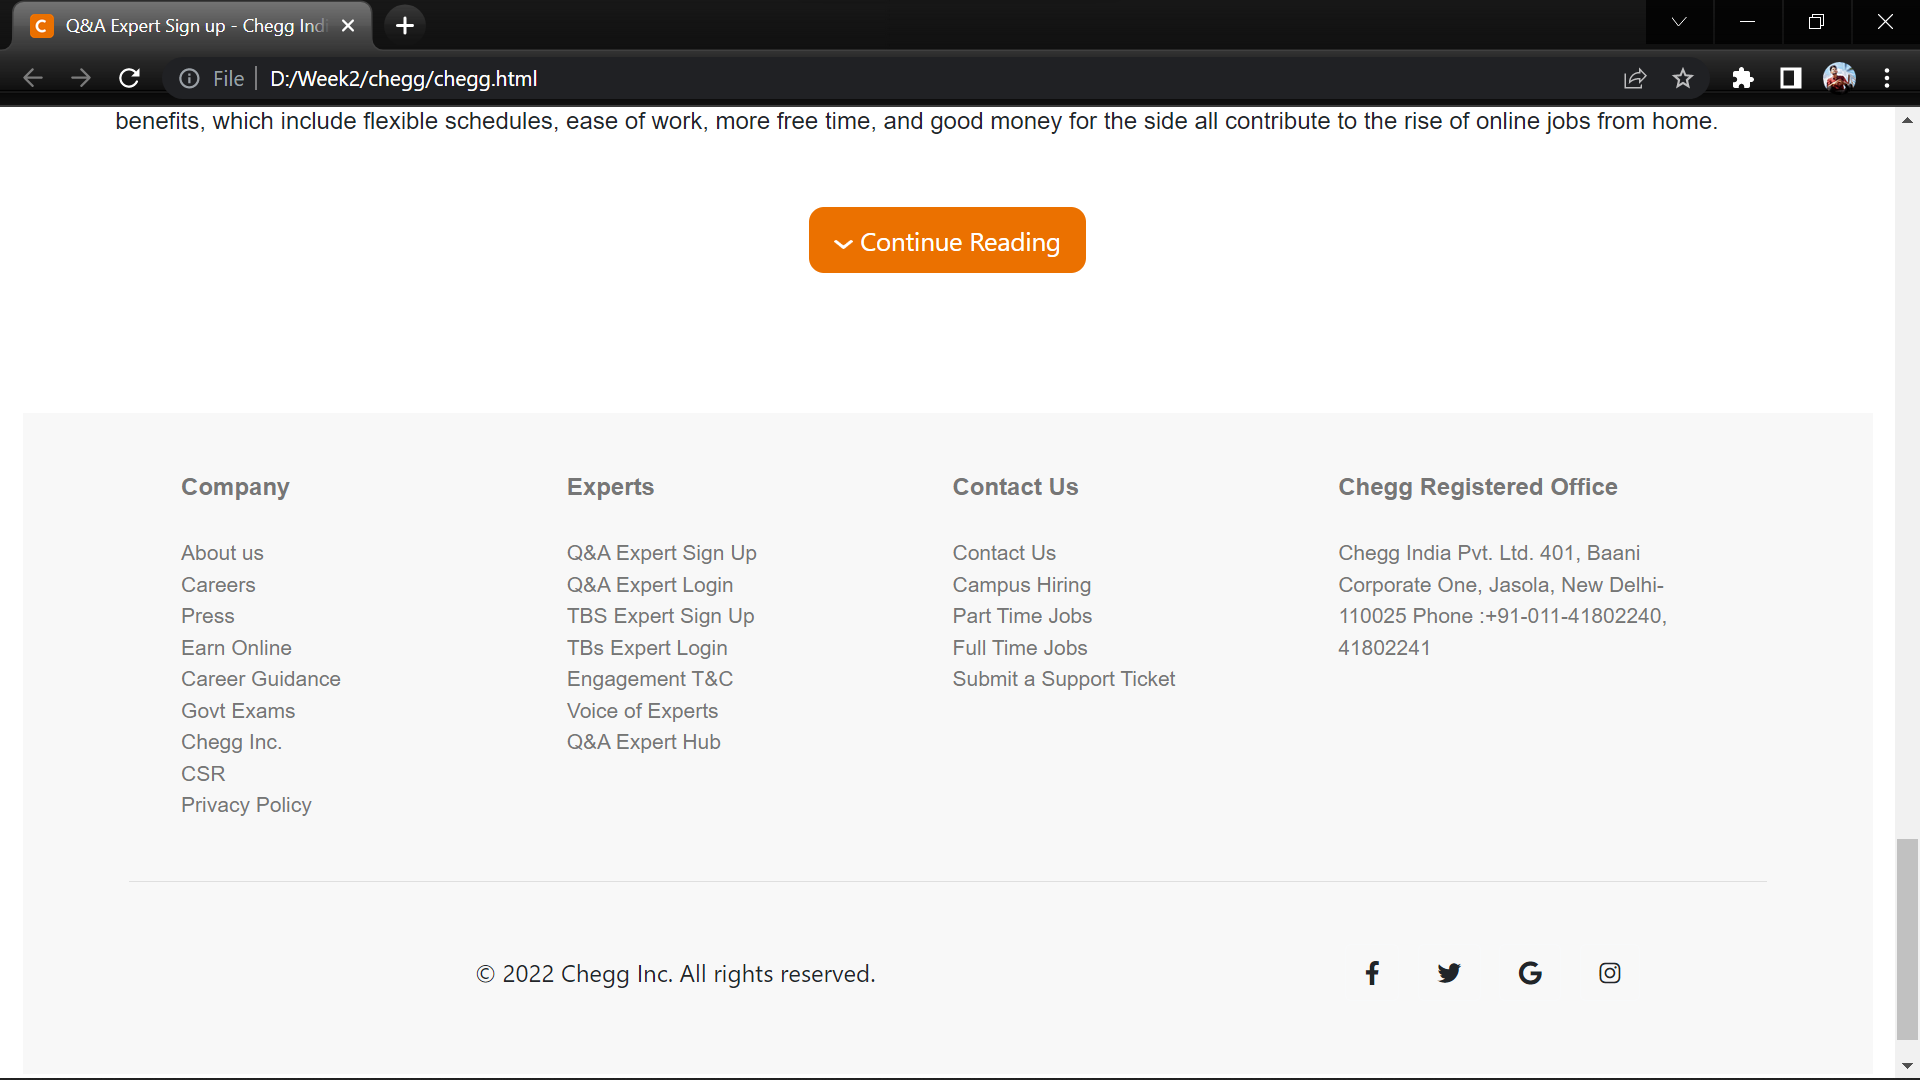 Q&A Expert Sign up - Chegg Indi
File
D:/Week2/chegg/chegg.html
benefits, which include flexible schedules, ease of work, more free time, and good money for the side all contribute to the rise of online jobs from home.
Continue Reading
Company
About us
Careers
Press
Earn Online
Career Guidance
Govt Exams
Chegg Inc.
CSR
Privacy Policy
Experts
Q&A Expert Sign Up
Q&A Expert Login
TBS Expert Sign Up
TBs Expert Login
Engagement T&C
Voice of Experts
Q&A Expert Hub
Contact Us
Contact Us
Campus Hiring
Part Time Jobs
Full Time Jobs
Submit a Support Ticket
Chegg Registered Office
Chegg India Pvt. Ltd. 401, Baani
Corporate One, Jasola, New Delhi-
110025 Phone :+91-011-41802240,
41802241
© 2022 Chegg Inc. All rights reserved.